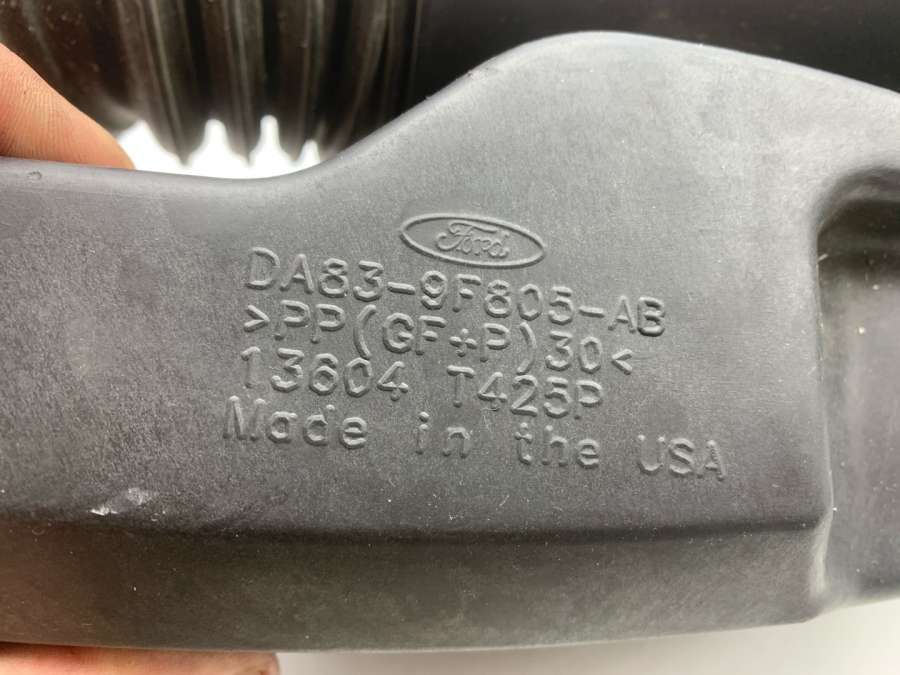 Ford
DA83-9F805-AB
>PP(GF+P)30<
13604 T425P
Made in the USA